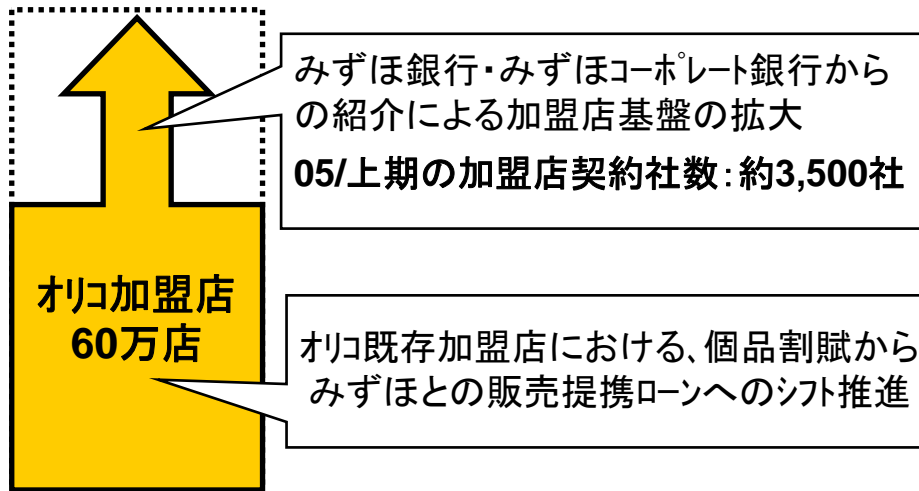 みずほ銀行・みずほｺｰﾎﾟﾚｰﾄ銀行から
の紹介による加盟店基盤の拡大
05/上期の加盟店契約社数：約3,500社
ｵﾘｺ加盟店
60万店
ｵﾘｺ既存加盟店における、個品割賦から
みずほとの販売提携ﾛｰﾝへのｼﾌﾄ推進